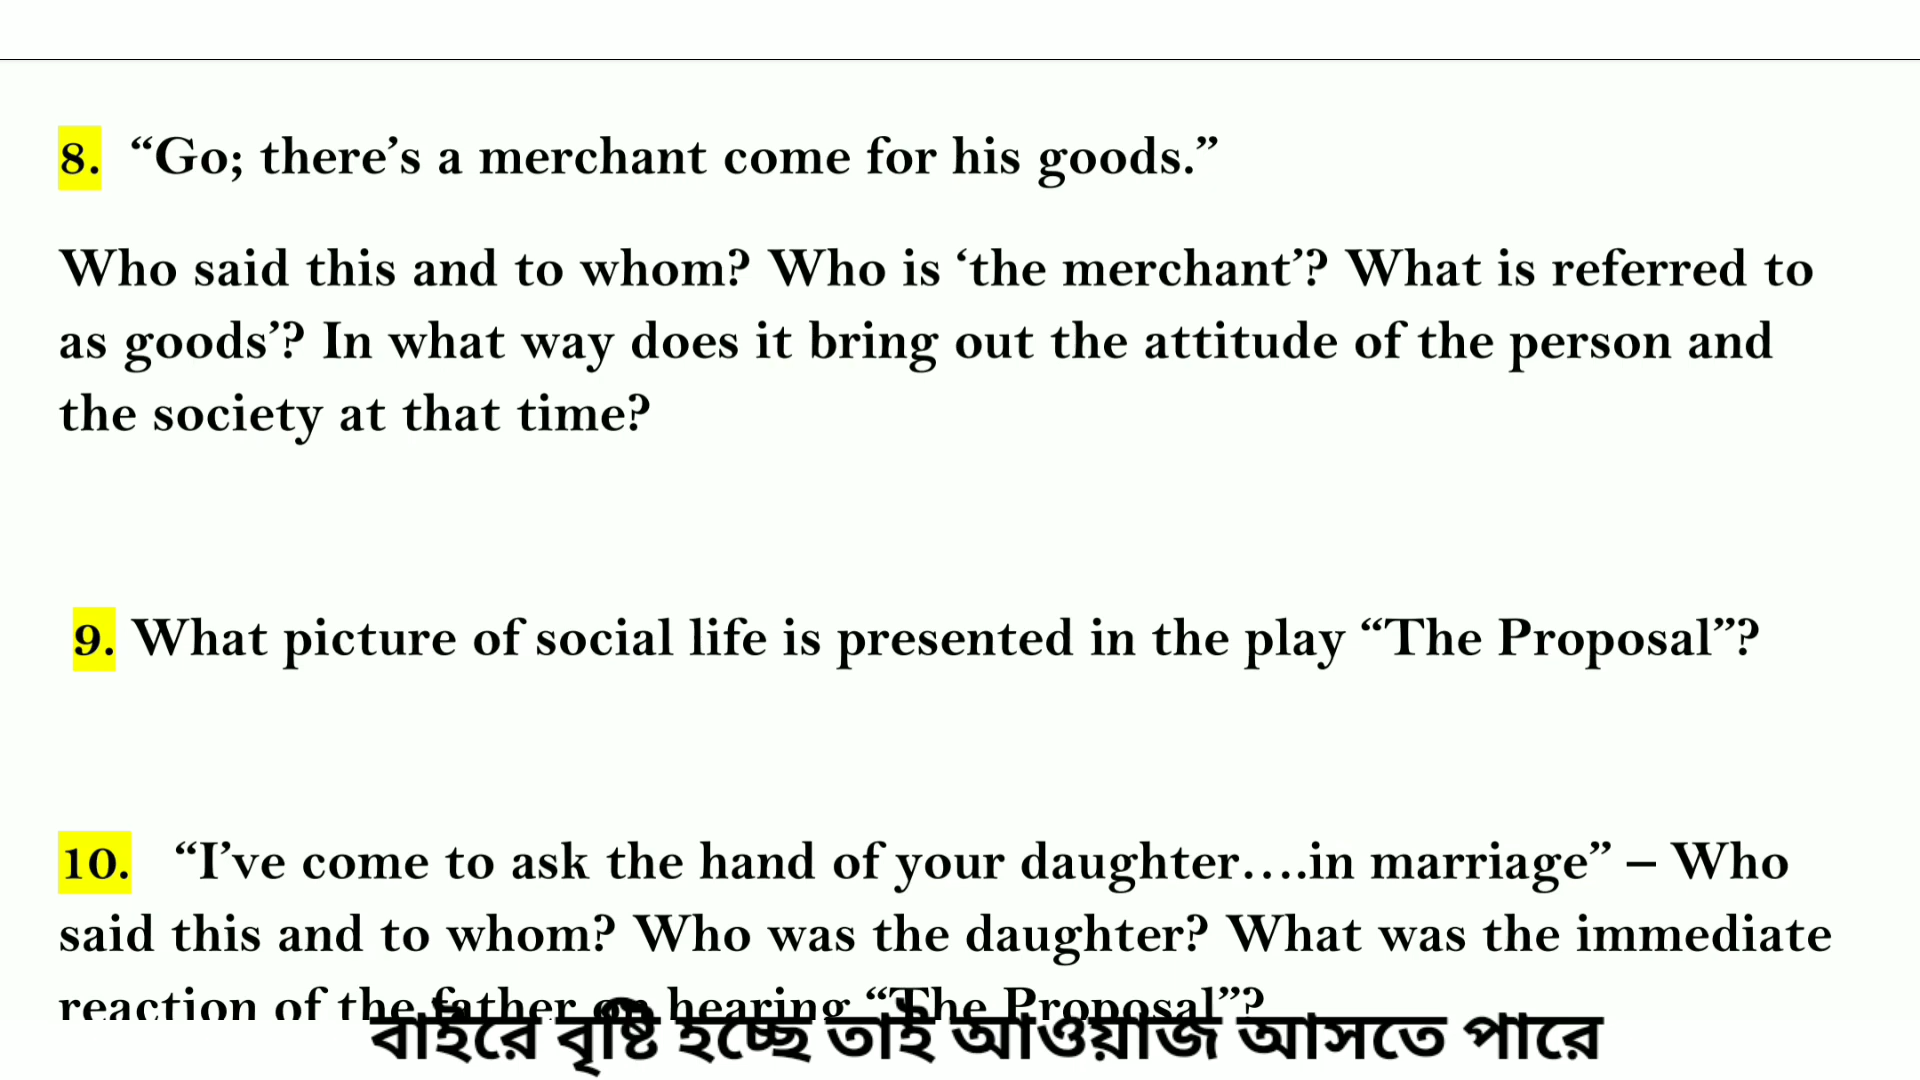 8. “Go; there’s a merchant come for his goods.”
Who said this and to whom? Who is ‘the merchant’? What is referred to
as goods’? In what way does it bring out the attitude of the person and
the society at that time?
9. What picture of social life is presented in the play “The Proposal”?
10. “I’ve come to ask the hand of your daughter….in marriage” – Who
said this and to whom? Who was the daughter? What was the immediate
reaction of the father on hearing “The Proposal”?
বাইরে বৃষ্টি হচ্ছে তাই আওয়াজ আসতে পারে